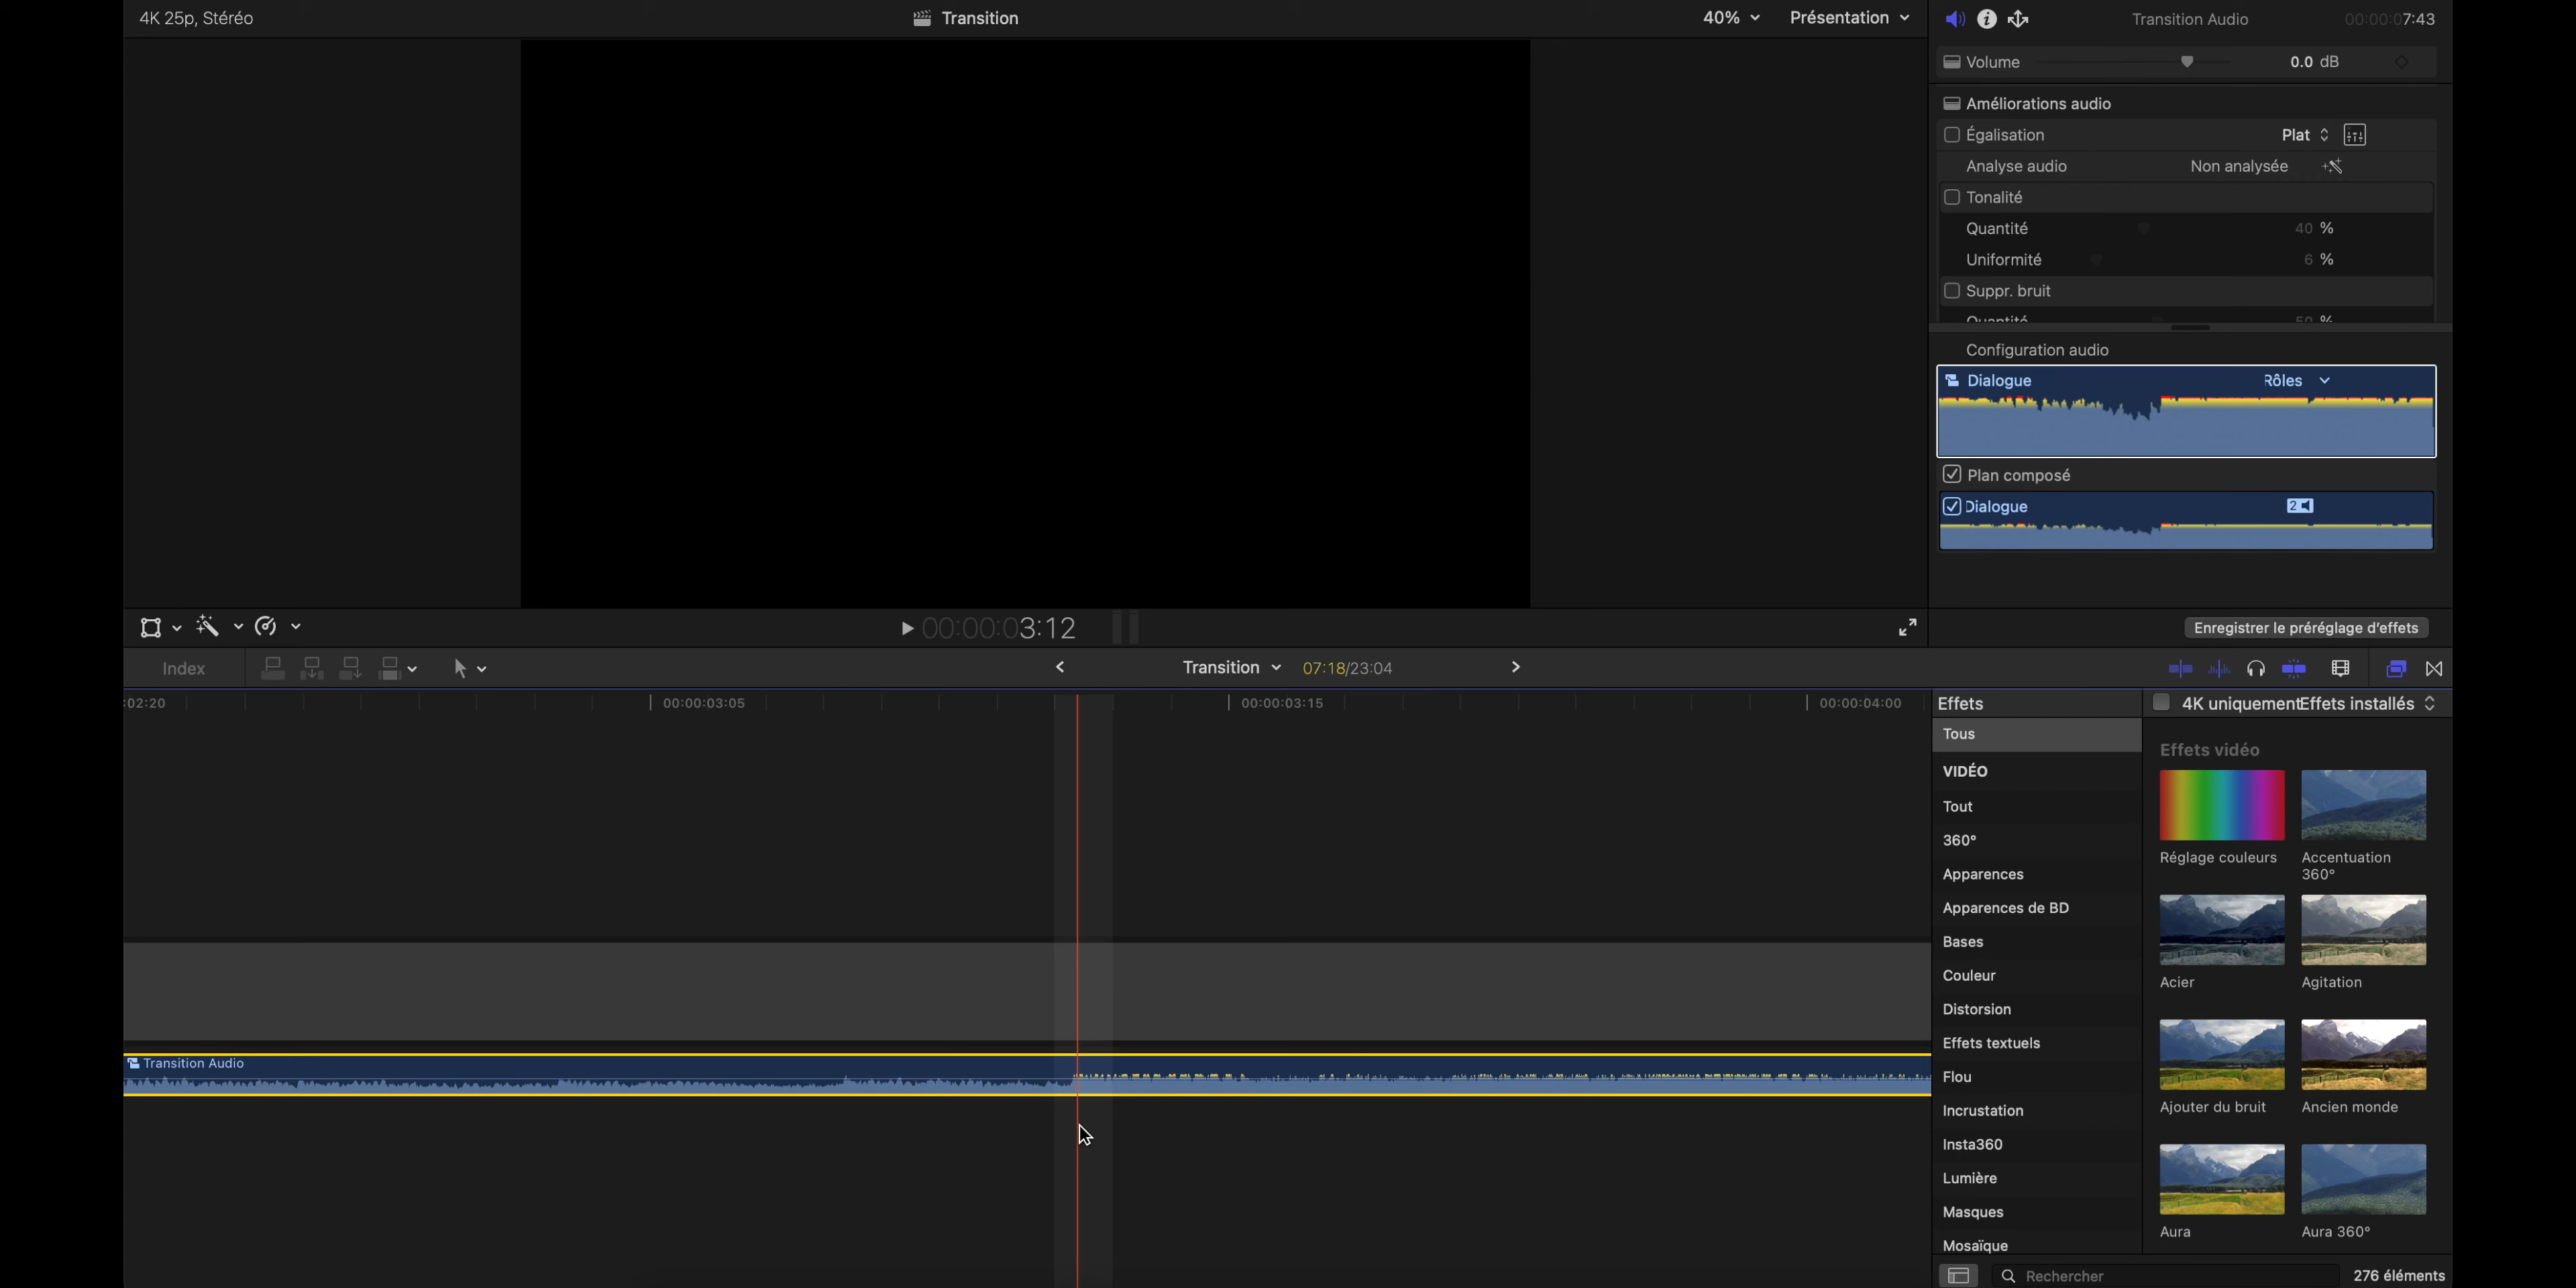 4K 25p, Stéréo
Transition
40%
Présentation
Transition Audio
00:00:07:43
Volume
0.0 dB
Améliorations audio
Égalisation
Plat
Analyse audio
Non analysée
Tonalité
Quantité
40 %
Uniformité
6 %
Suppr. bruit
Quantité
50 %
Configuration audio
Dialogue
Rôles
Plan composé
Dialogue
2
00:00:03:12
Enregistrer le préréglage d’effets
Index
Transition
07:18/23:04
:02:20
00:00:03:05
00:00:03:15
00:00:04:00
Effets
4K uniquement
Effets installés
Tous
VIDÉO
Tout
360°
Apparences
Apparences de BD
Bases
Couleur
Distorsion
Effets textuels
Flou
Incrustation
Insta360
Lumière
Masques
Mosaïque
Effets vidéo
Réglage couleurs
Accentuation
360°
Acier
Agitation
Ajouter du bruit
Ancien monde
Aura
Aura 360°
Transition Audio
Rechercher
276 éléments